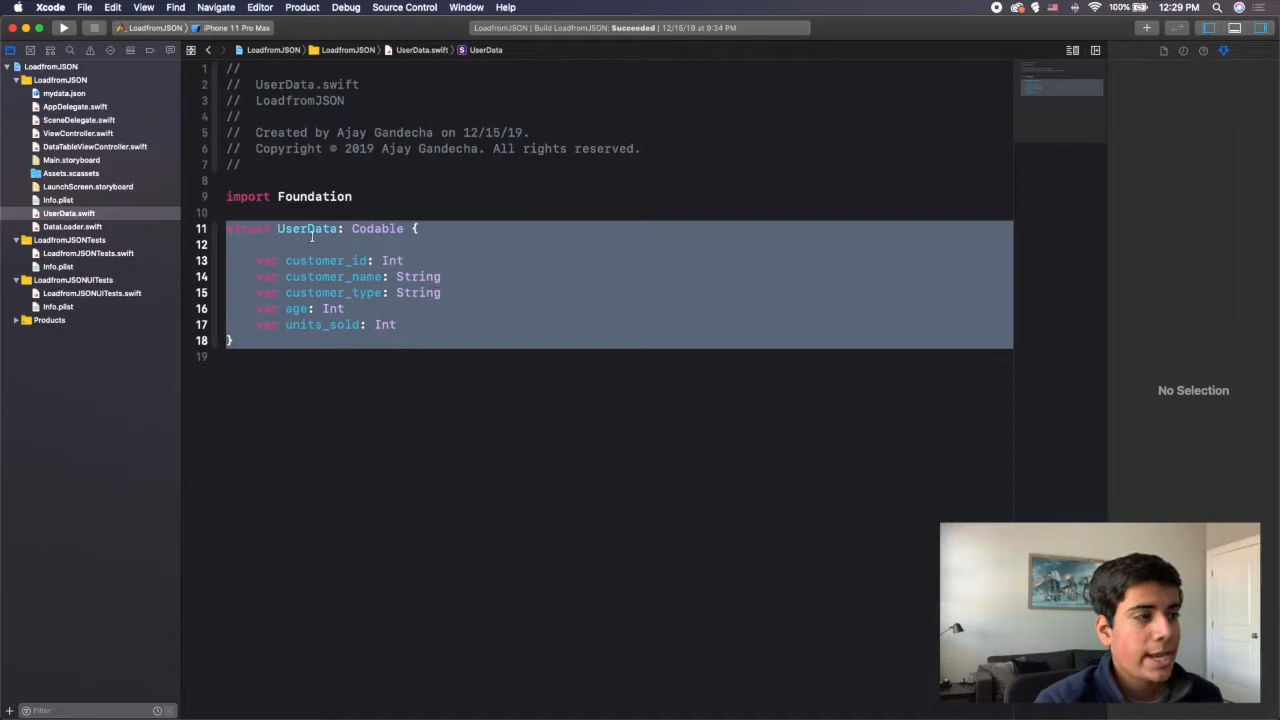 Xcode File Edit View Find Navigate Editor Product Debug Source Control Window Help 100% 12:29 PM
LoadfromJSON iPhone 11 Pro Max LoadfromJSON | Build LoadfromJSON: Succeeded | 12/15/19 at 9:34 PM
LoadfromJSON LoadfromJSON UserData.swift S UserData
LoadfromJSON
LoadfromJSON
mydata.json
AppDelegate.swift
SceneDelegate.swift
ViewController.swift
DataTableViewController.swift
Main.storyboard
Assets.xcassets
LaunchScreen.storyboard
Info.plist
UserData.swift
DataLoader.swift
LoadfromJSONTests
LoadfromJSONTests.swift
Info.plist
LoadfromJSONUITests
LoadfromJSONUITests.swift
Info.plist
Products
Filter
1 //
2 // UserData.swift
3 // LoadfromJSON
4 //
5 // Created by Ajay Gandecha on 12/15/19.
6 // Copyright © 2019 Ajay Gandecha. All rights reserved.
7 //
8
9 import Foundation
10
11 struct UserData: Codable {
12
13 var customer_id: Int
14 var customer_name: String
15 var customer_type: String
16 var age: Int
17 var units_sold: Int
18 }
19
No Selection